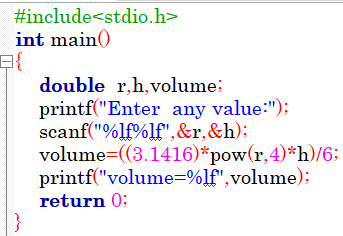 #include<stdio.h>
int main()
{
double r,h,volume;
printf("Enter any value:");
scanf("%lf%lf",&r,&h);
volume=((3.1416)*pow(r,4)*h)/6;
printf("volume=%lf",volume);
return 0;
}